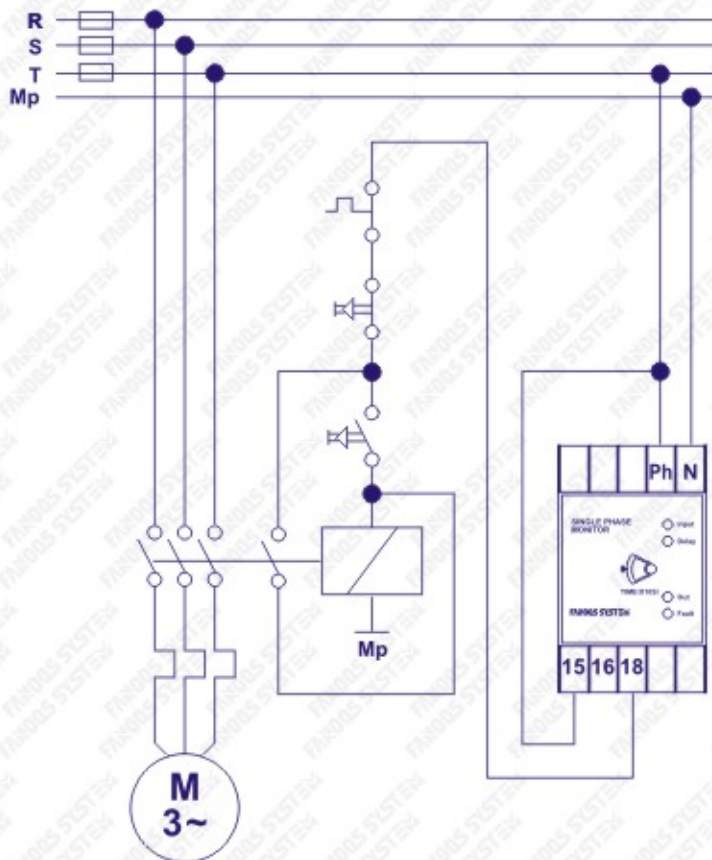 R
S
T
Mp
Ph N
SINGLE PHASE
MONITOR
Input
Delay
Out
Fault
FANOOS SYSTEM
15 16 18
Mp
M
3~